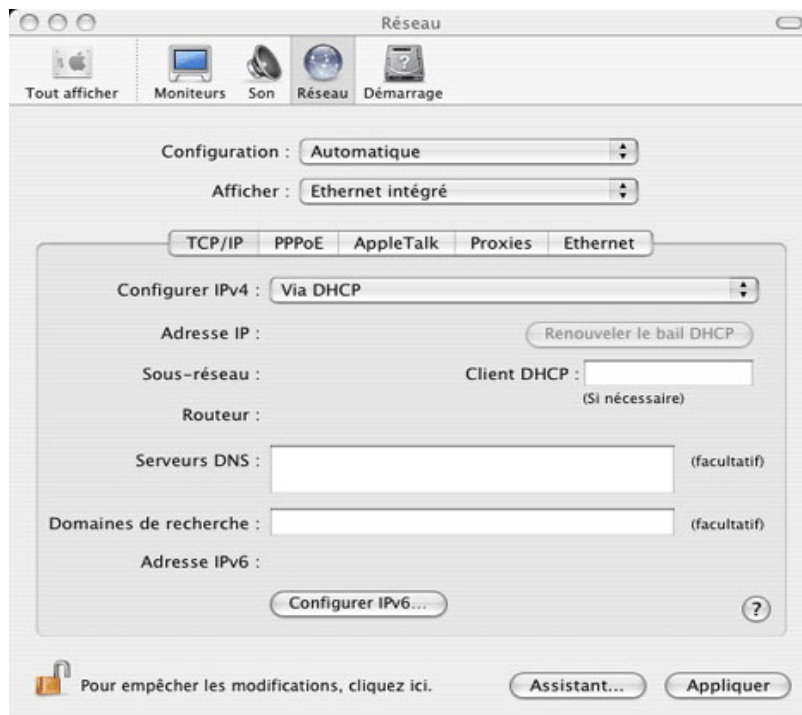 Réseau
Tout afficher Moniteurs Son Réseau Démarrage
Configuration : Automatique
Afficher : Ethernet intégré
TCP/IP PPPoE AppleTalk Proxies Ethernet
Configurer IPv4 : Via DHCP
Adresse IP : Renouveler le bail DHCP
Sous-réseau : Client DHCP :
(Si nécessaire)
Routeur :
Serveurs DNS : (facultatif)
Domaines de recherche : (facultatif)
Adresse IPv6 :
Configurer IPv6... ?
Pour empêcher les modifications, cliquez ici. Assistant... Appliquer